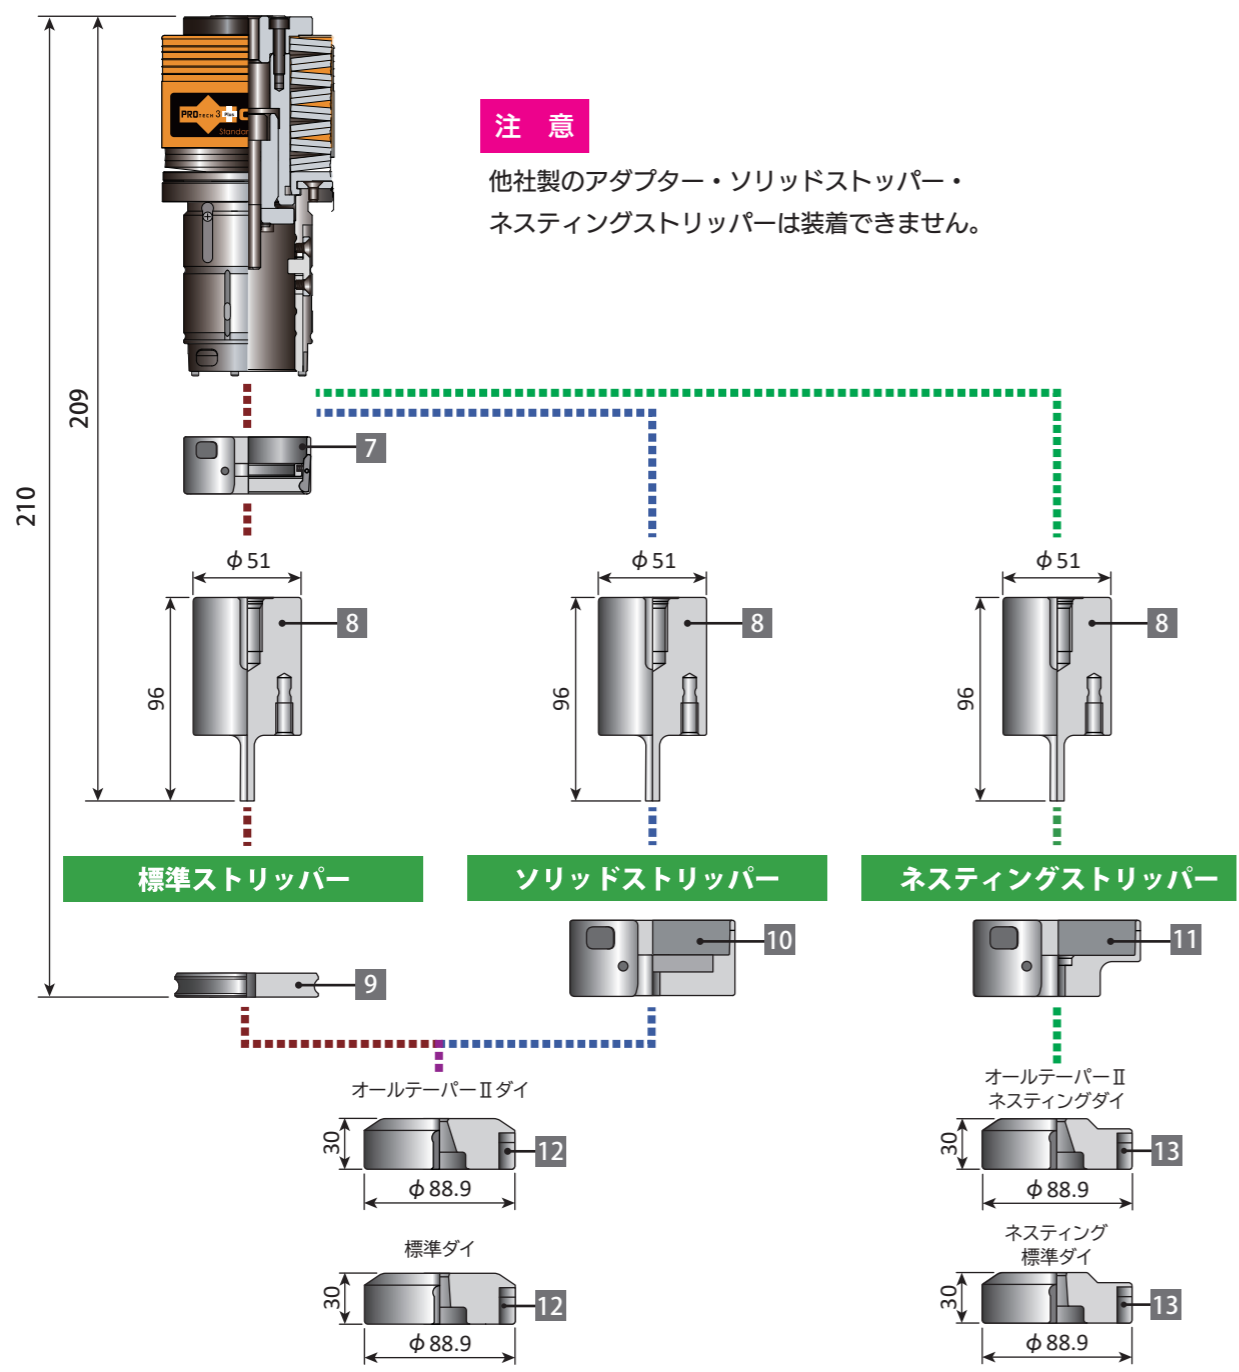 PROTECH 3 Plus C
Standar
注 意
他社製のアダプター・ソリッドストッパー・
ネスティングストリッパーは装着できません。
209
210
7
φ51
φ51
φ51
8
8
8
96
96
96
標準ストリッパー
ソリッドストリッパー
ネスティングストリッパー
10
11
9
オールテーパーⅡダイ
30
12
φ88.9
標準ダイ
30
12
φ88.9
オールテーパーⅡ
ネスティングダイ
30
13
φ88.9
ネスティング
標準ダイ
30
13
φ88.9